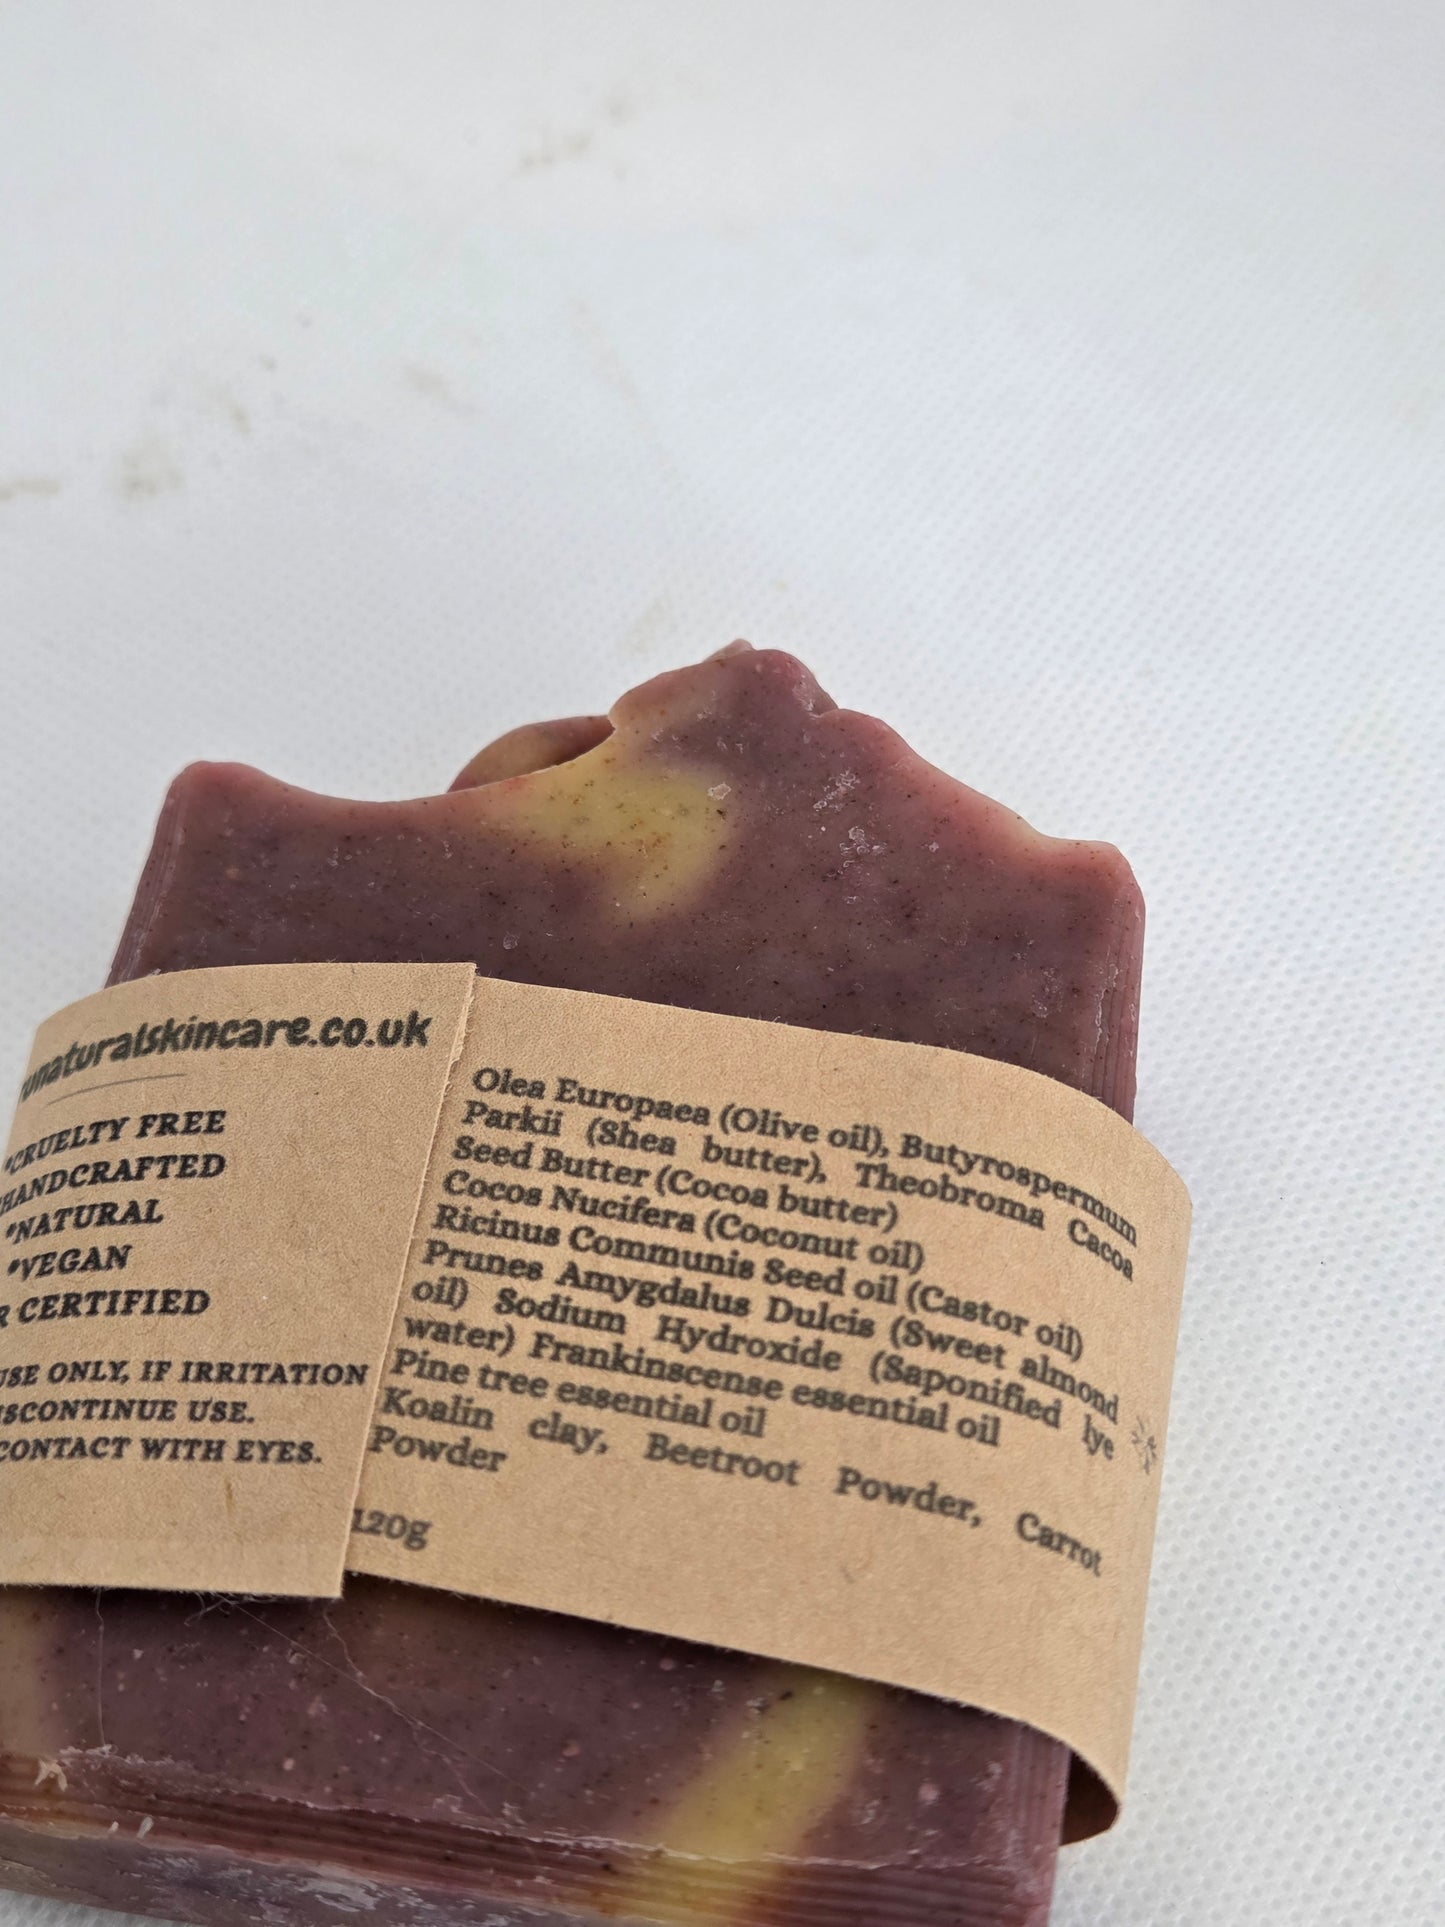 naturalskincare.co.uk
*CRUELTY FREE
HANDCRAFTED
*NATURAL
*VEGAN
CERTIFIED
USE ONLY, IF IRRITATION
DISCONTINUE USE.
CONTACT WITH EYES.
Olea Europaea (Olive oil), Butyrospermum
Parkii (Shea butter), Theobroma Cacoa
Seed Butter (Cocoa butter)
Cocos Nucifera (Coconut oil)
Ricinus Communis Seed oil (Castor oil)
Prunes Amygdalus Dulcis (Sweet almond
oil) Sodium Hydroxide (Saponified lye
water) Frankinscense essential oil
Pine tree essential oil
Koalin clay, Beetroot Powder, Carrot
Powder
120g